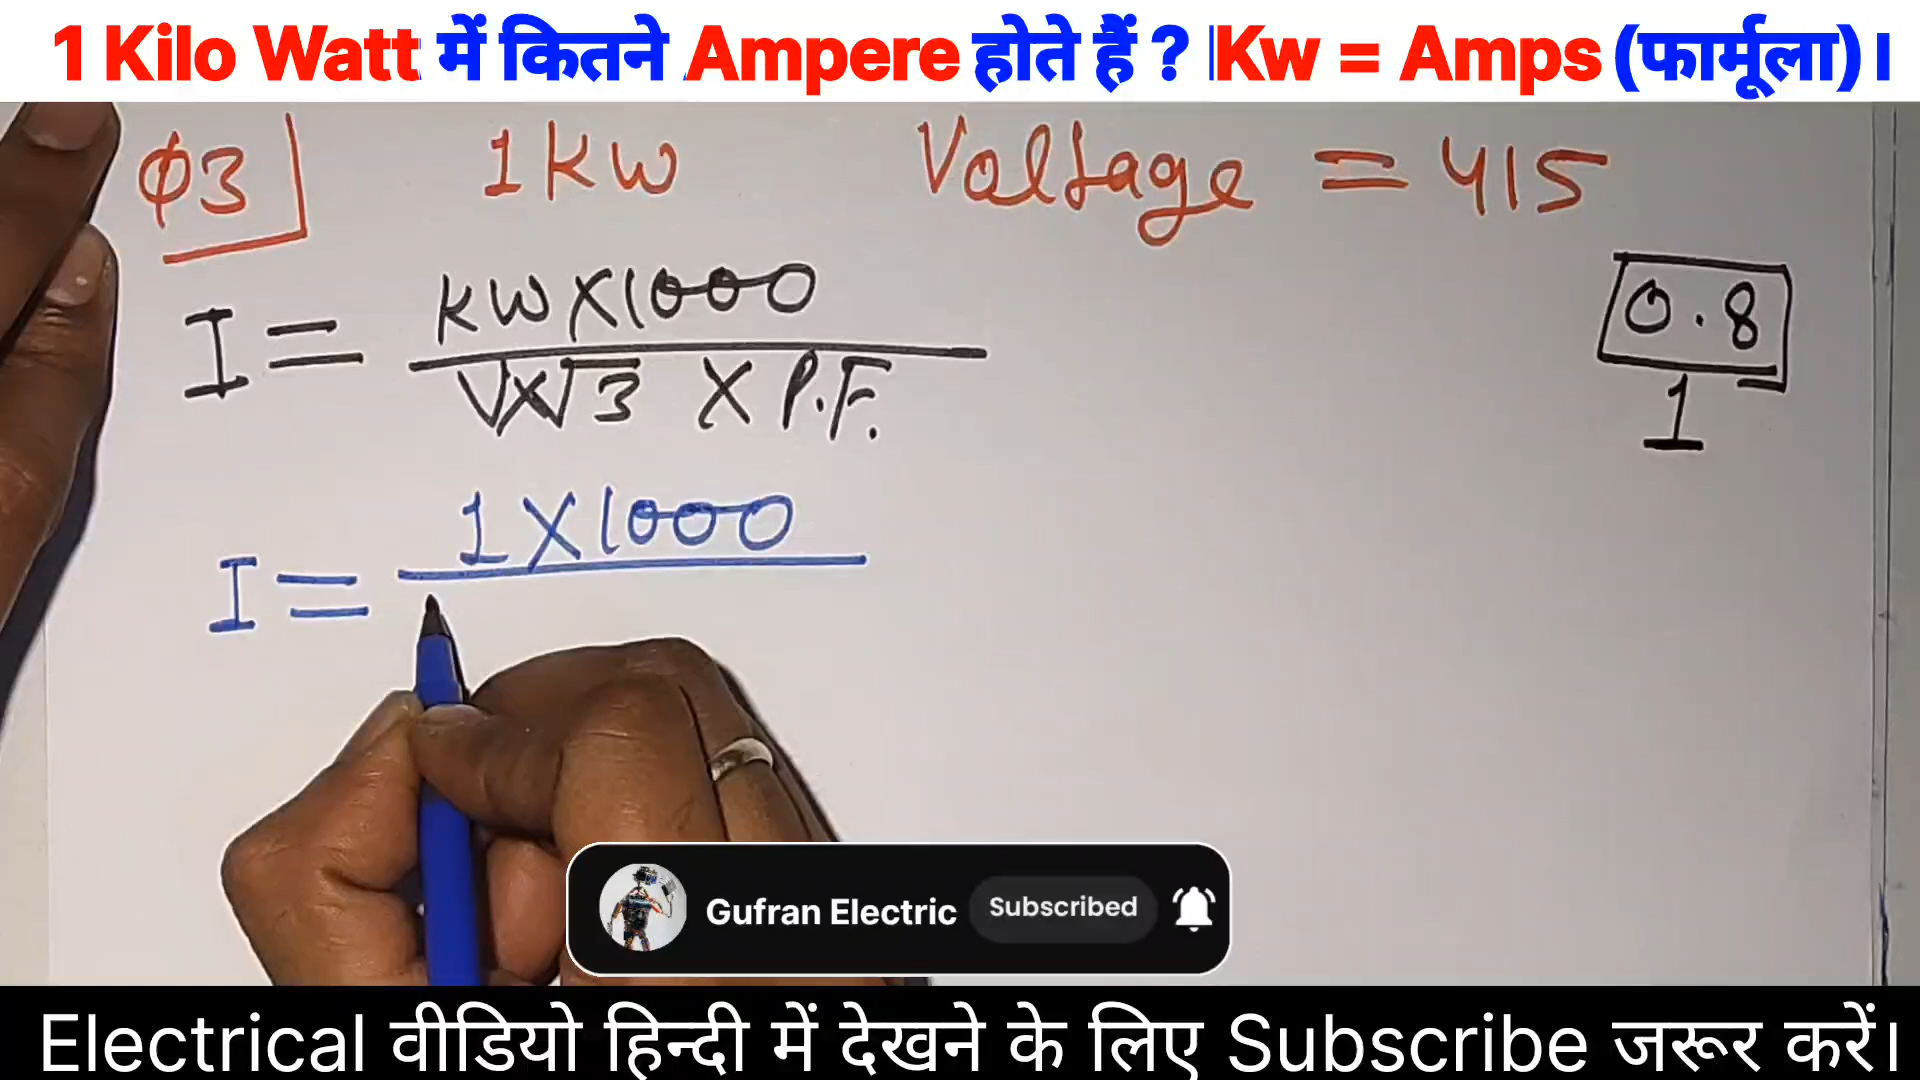 1 Kilo Watt में कितने Ampere होते हैं ? Kw = Amps (फार्मूला)।
φ3 1KW Voltage = 415
I = KW X 1000
V X √3 X P.F.
0.8
1
I = 1 X 1000
Gufran Electric Subscribed
Electrical वीडियो हिन्दी में देखने के लिए Subscribe जरूर करें।